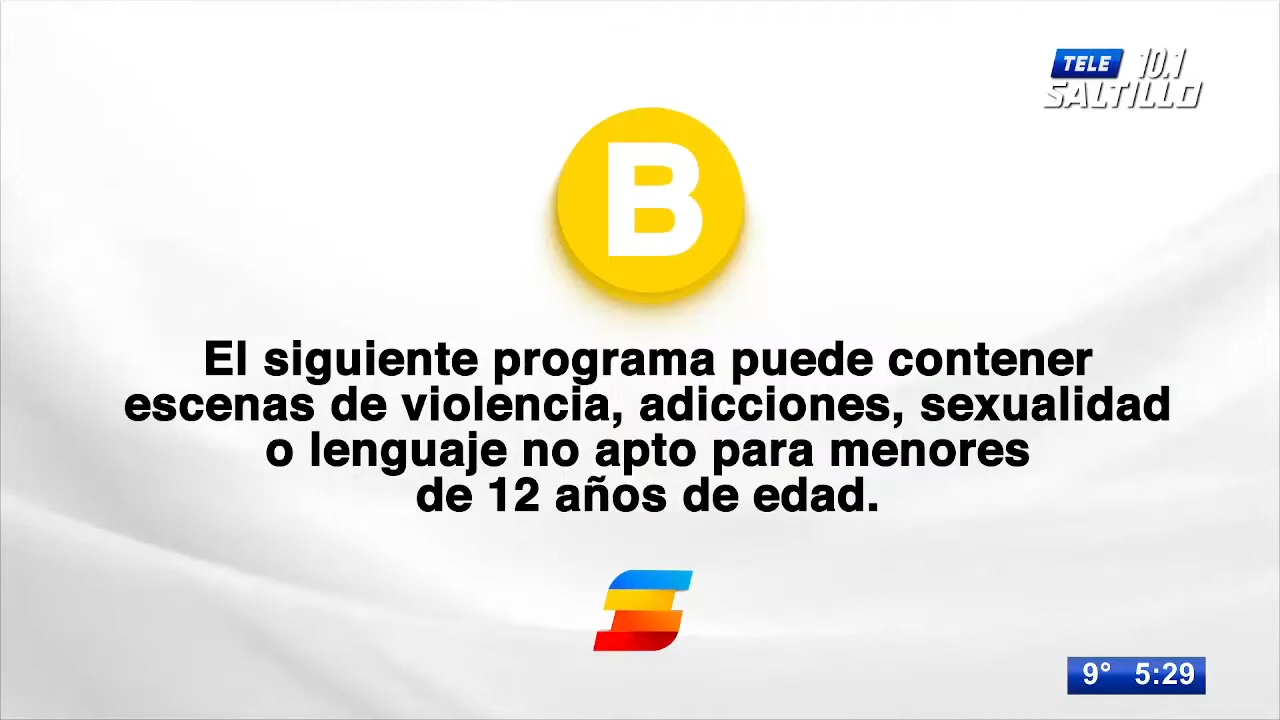 TELE 10.1
SALTILLO
B
El siguiente programa puede contener
escenas de violencia, adicciones, sexualidad
o lenguaje no apto para menores
de 12 años de edad.
9° 5:29